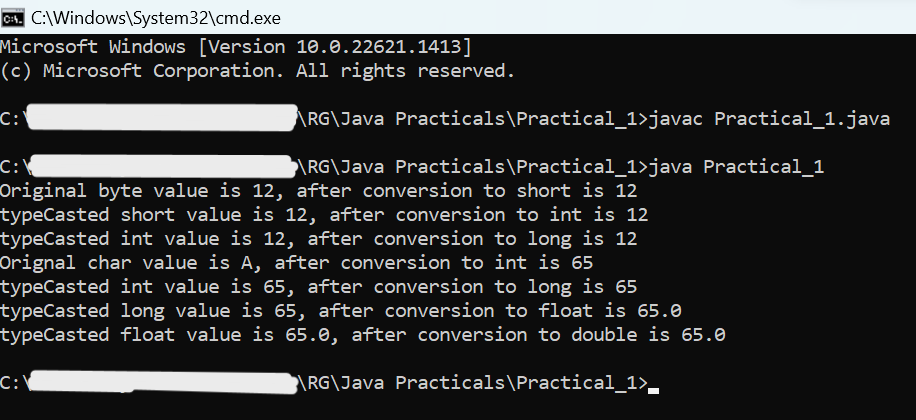 C:\Windows\System32\cmd.exe
Microsoft Windows [Version 10.0.22621.1413]
(c) Microsoft Corporation. All rights reserved.
C:\ \RG\Java Practicals\Practical_1>javac Practical_1.java
C:\ \RG\Java Practicals\Practical_1>java Practical_1
Original byte value is 12, after conversion to short is 12
typeCasted short value is 12, after conversion to int is 12
typeCasted int value is 12, after conversion to long is 12
Orignal char value is A, after conversion to int is 65
typeCasted int value is 65, after conversion to long is 65
typeCasted long value is 65, after conversion to float is 65.0
typeCasted float value is 65.0, after conversion to double is 65.0
C:\ \RG\Java Practicals\Practical_1>